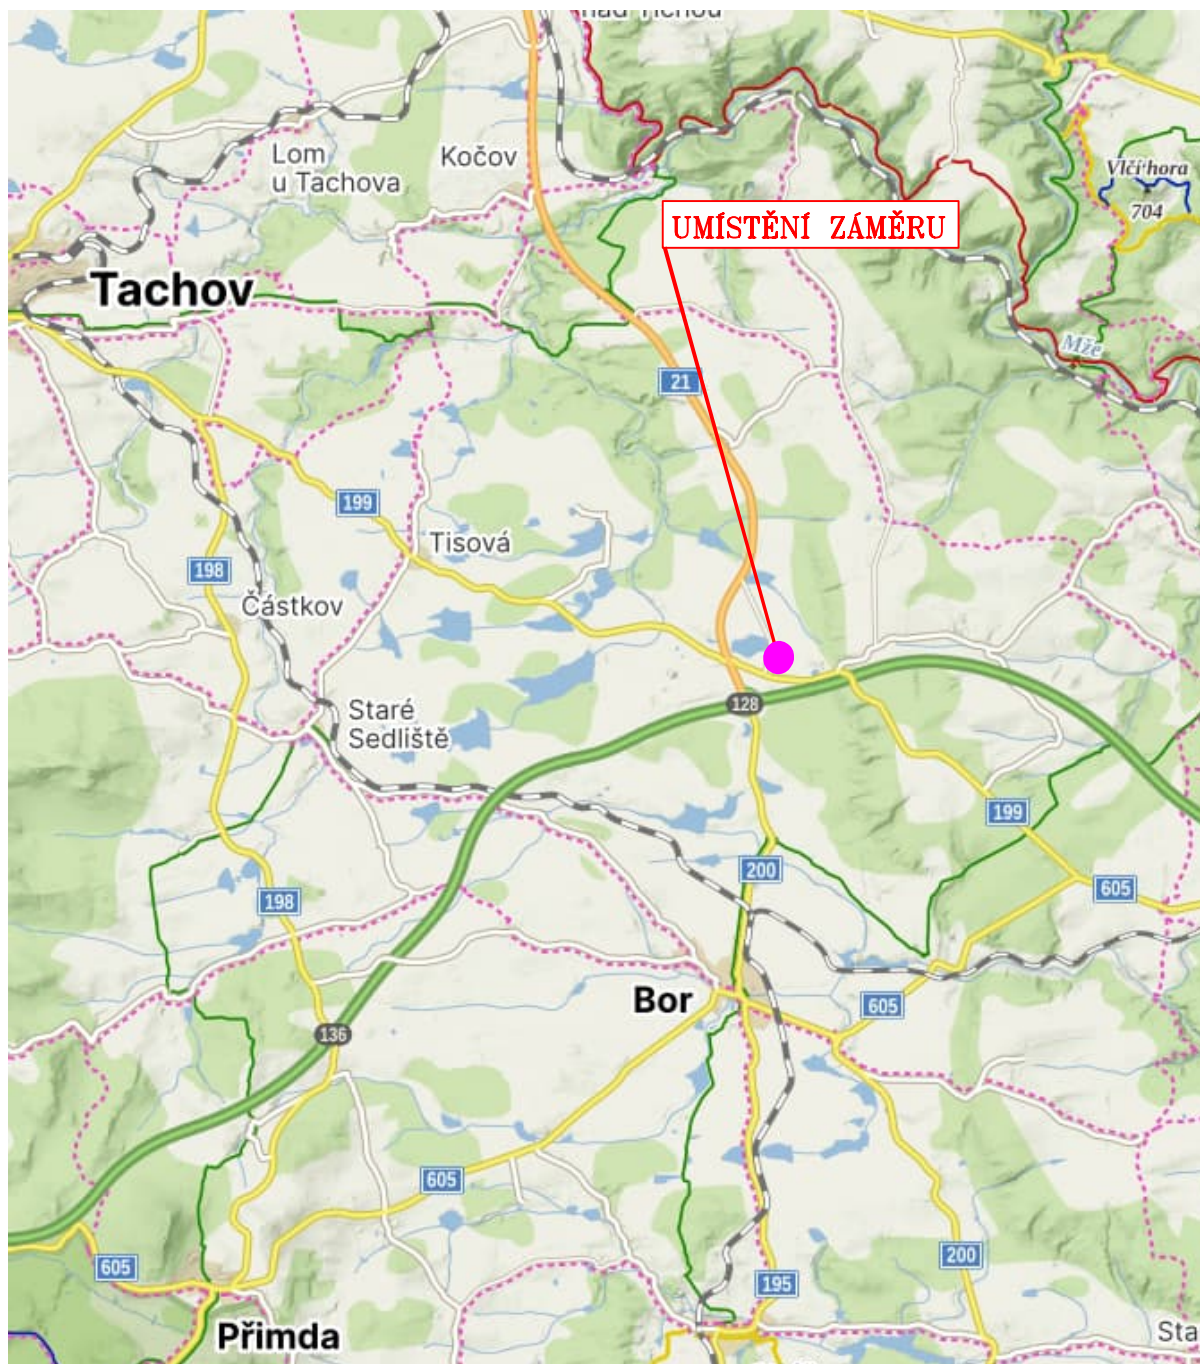 nad Tichou
Lom
u Tachova
Kočov
Vlčí hora
704
UMÍSTĚNÍ ZÁMĚRU
Tachov
Mže
21
199
Tisová
198
Částkov
128
Staré
Sedliště
199
200
605
198
Bor
605
136
605
605
200
195
Přimda
Sta